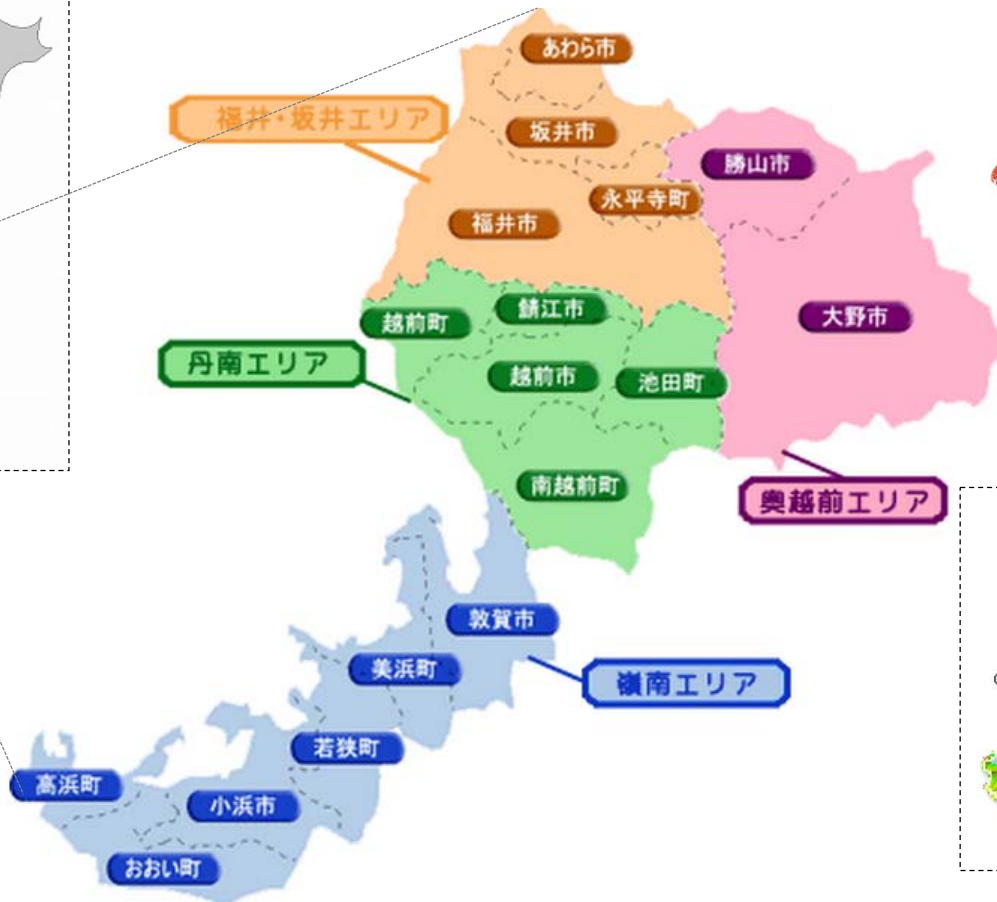 あわら市
福井・坂井エリア
坂井市
勝山市
永平寺町
福井市
鯖江市
大野市
越前町
丹南エリア
越前市
池田町
南越前町
奥越前エリア
敦賀市
美浜町
嶺南エリア
若狭町
高浜町
小浜市
おおい町